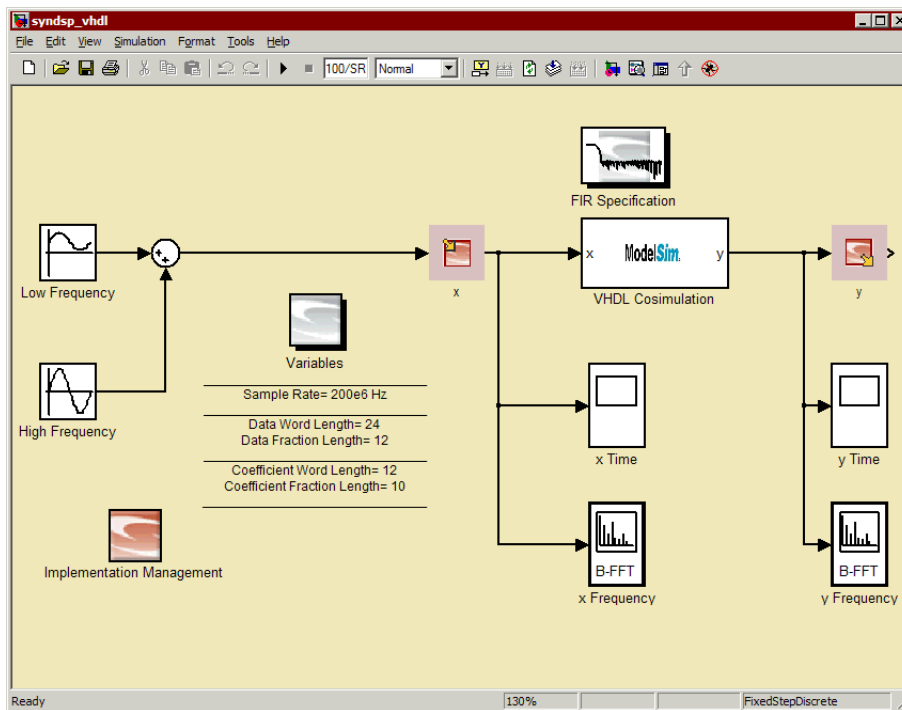 syndsp_vhdl
File Edit View Simulation Format Tools Help
100/SR Normal
FIR Specification
x ModelSim. y
Low Frequency
x
VHDL Cosimulation
y
Variables
Sample Rate= 200e6 Hz
High Frequency
Data Word Length= 24
Data Fraction Length= 12
x Time
y Time
Coefficient Word Length= 12
Coefficient Fraction Length= 10
Implementation Management
B-FFT
B-FFT
x Frequency
y Frequency
Ready 130% FixedStepDiscrete